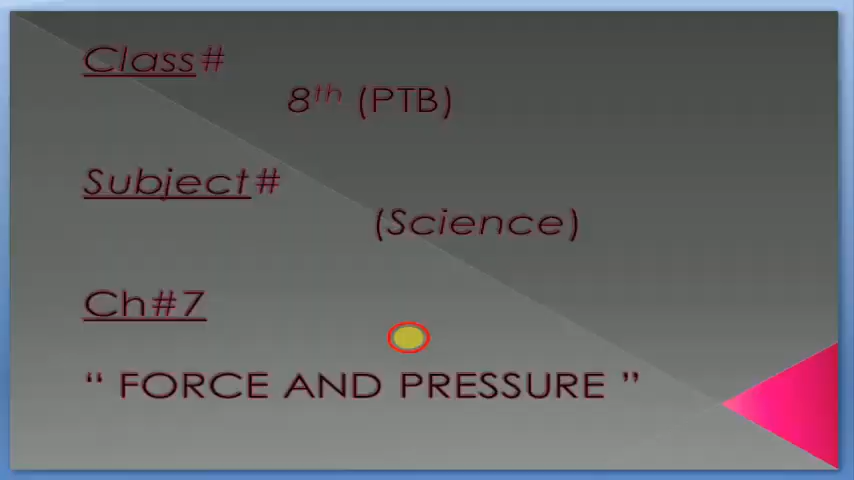 Class#
8th (PTB)
Subject#
(Science)
Ch#7
“ FORCE AND PRESSURE ”